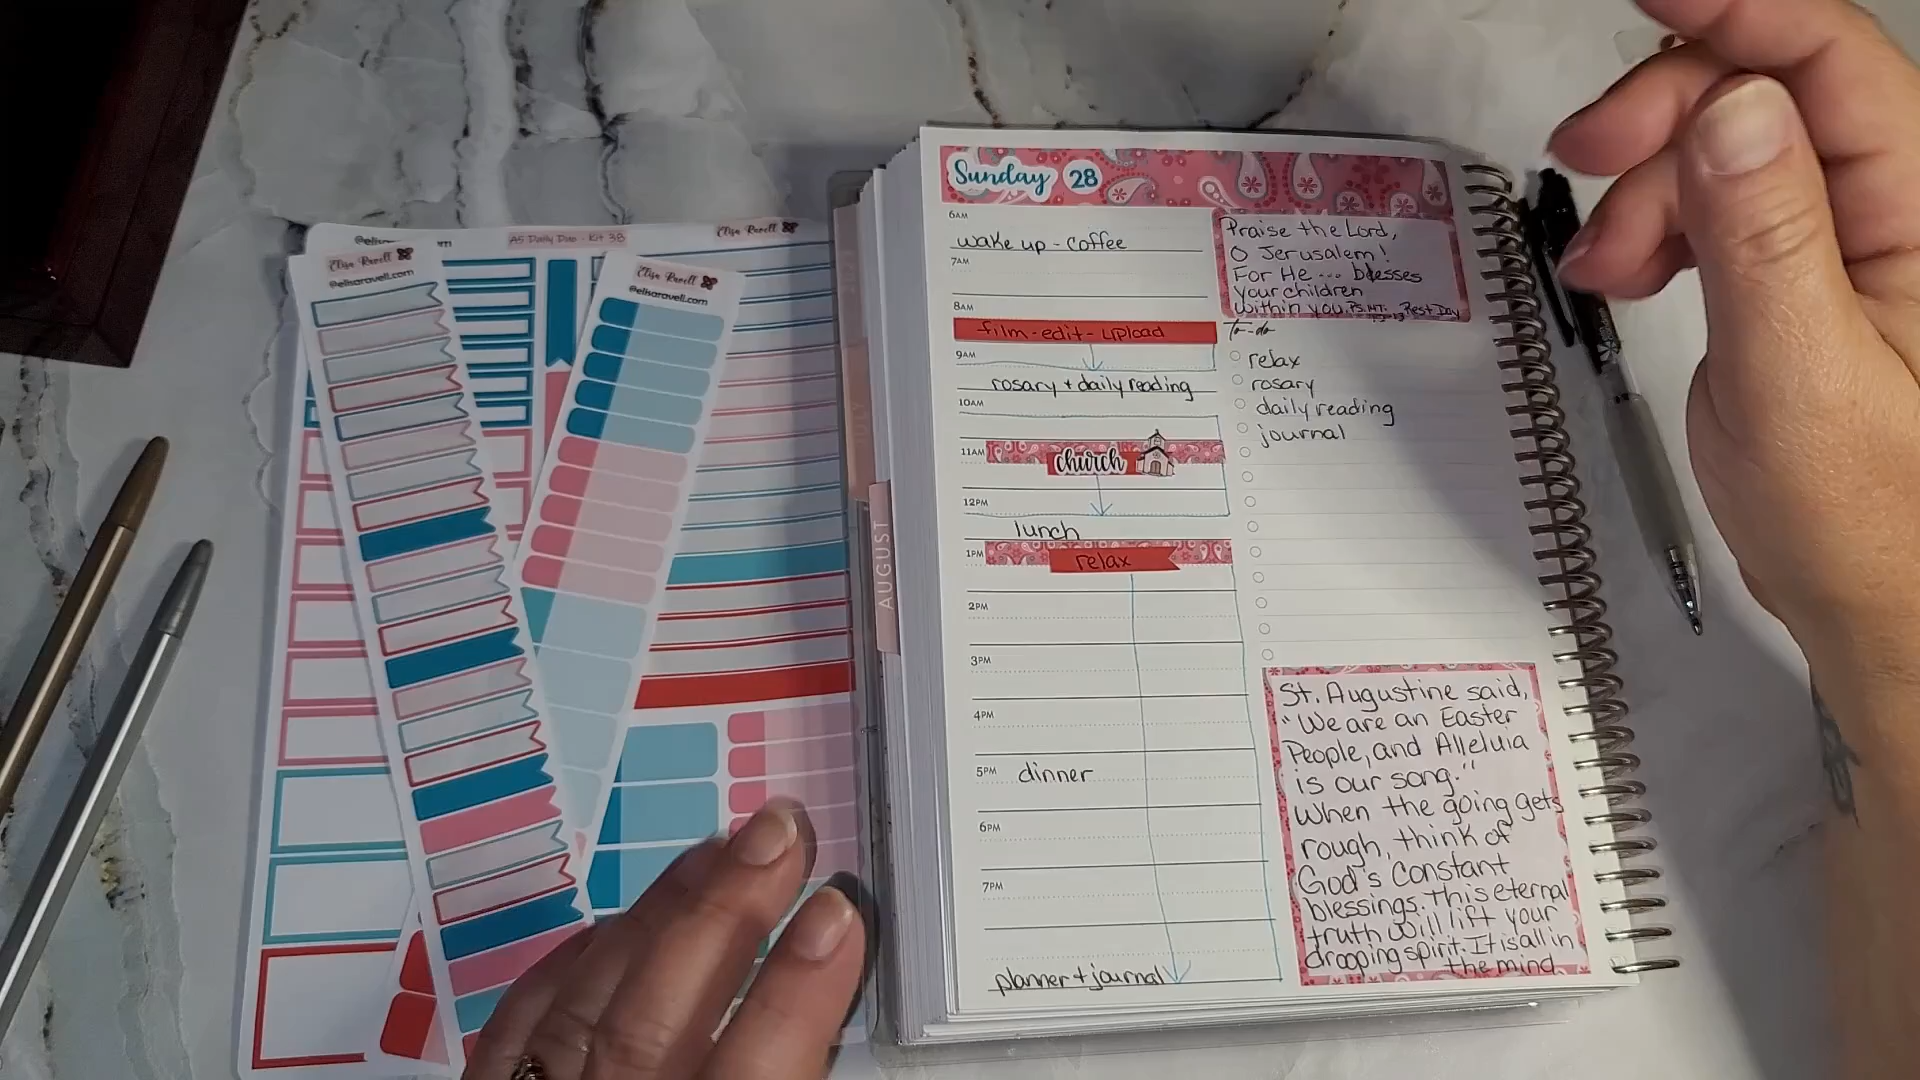 Elisa Ravell
@elisaravell.com
A5 Daily Duo - Kit 38
Elisa Ravell
Elisa Ravell
@elisaravell.com
JULY
AUGUST
Sunday 28
6AM
wake up - coffee
7AM
8AM
film - edit - upload
9AM
rosary + daily reading
10AM
11AM
church
12PM
lunch
1PM
relax
2PM
3PM
4PM
5PM dinner
6PM
7PM
planner + journal
Praise the Lord,
O Jerusalem!
For He --- blesses
your children
within you. Ps. 147: Rest Day
to-do
relax
rosary
daily reading
journal
St. Augustine said,
"We are an Easter
People, and Alleluia
is our song."
When the going gets
rough, think of
God's constant
blessings. This eternal
truth will lift your
drooping spirit. It is all in
the mind